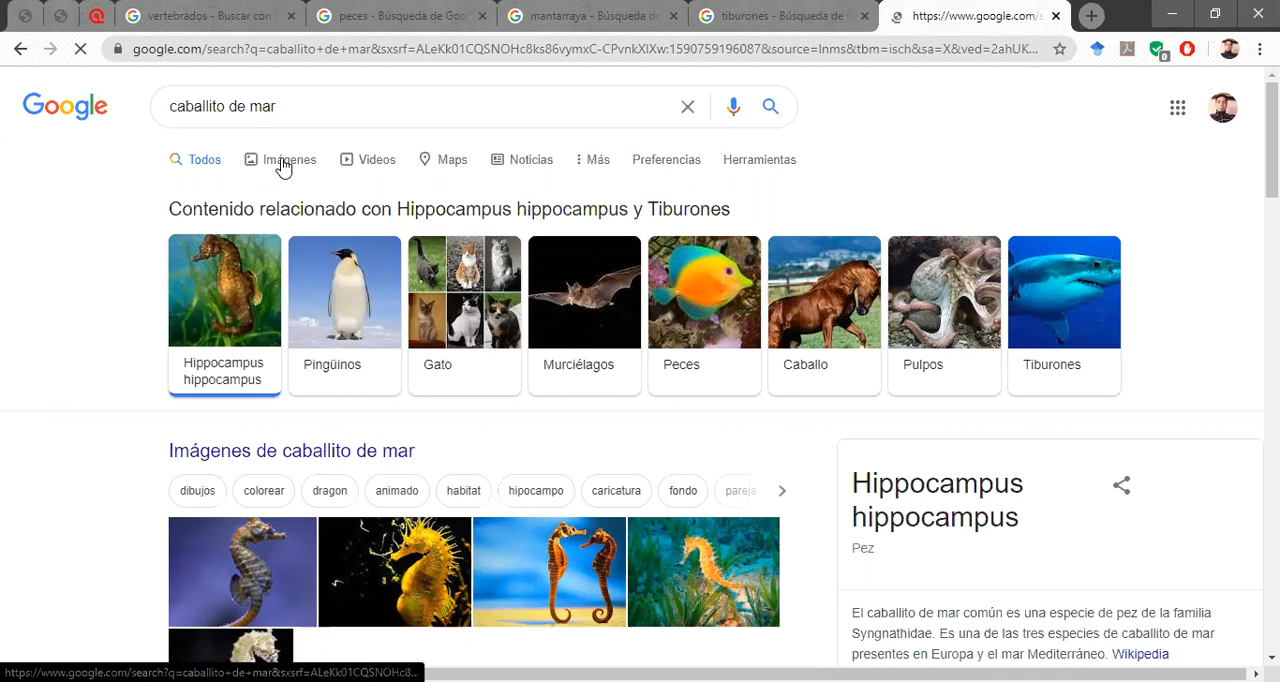 vertebrados - Buscar con
peces - Búsqueda de Goo
mantarraya - Búsqueda de
tiburones - Búsqueda de G
https://www.google.com/s
google.com/search?q=caballito+de+mar&sxsrf=ALeKk01CQSNOHc8ks86vymxC-CPvnkXIXw:1590759196087&source=lnms&tbm=isch&sa=X&ved=2ahUK...
0
Google
caballito de mar
Todos
Imágenes
Videos
Maps
Noticias
Más
Preferencias
Herramientas
Contenido relacionado con Hippocampus hippocampus y Tiburones
Hippocampus
hippocampus
Pingüinos
Gato
Murciélagos
Peces
Caballo
Pulpos
Tiburones
Imágenes de caballito de mar
dibujos
colorear
dragon
animado
habitat
hipocampo
caricatura
fondo
pareja
Hippocampus
hippocampus
Pez
El caballito de mar común es una especie de pez de la familia
Syngnathidae. Es una de las tres especies de caballito de mar
presentes en Europa y el mar Mediterráneo. Wikipedia
https://www.google.com/search?q=caballito+de+mar&sxsrf=ALeKk01CQSNOHc8...